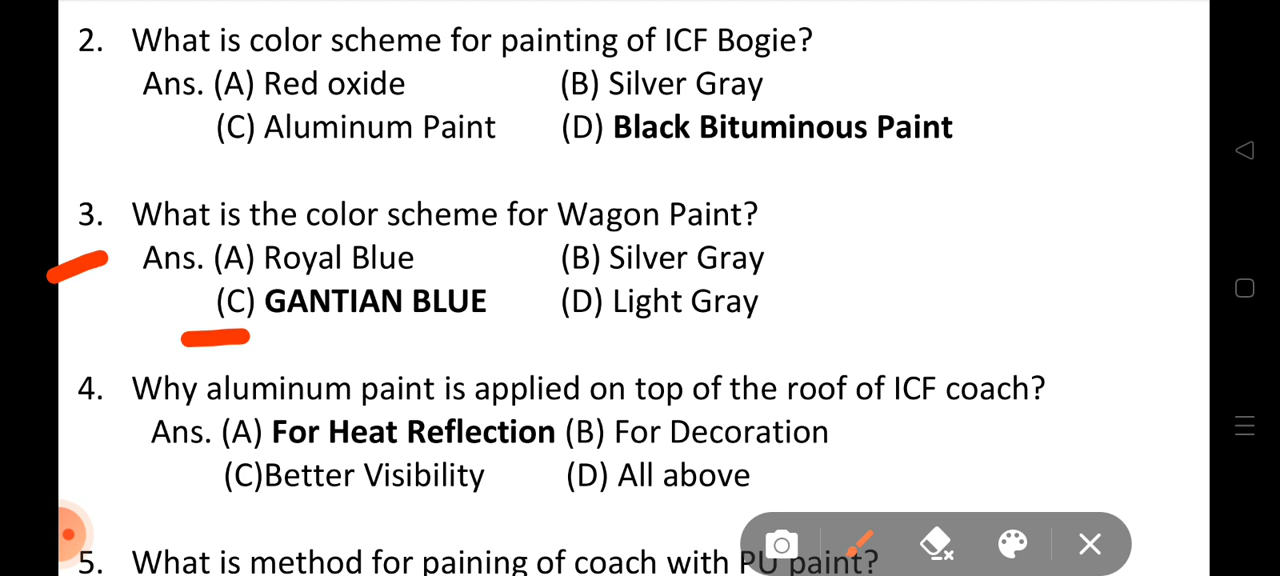 2. What is color scheme for painting of ICF Bogie?
Ans. (A) Red oxide (B) Silver Gray
(C) Aluminum Paint (D) Black Bituminous Paint
3. What is the color scheme for Wagon Paint?
Ans. (A) Royal Blue (B) Silver Gray
(C) GANTIAN BLUE (D) Light Gray
4. Why aluminum paint is applied on top of the roof of ICF coach?
Ans. (A) For Heat Reflection (B) For Decoration
(C)Better Visibility (D) All above
5. What is method for paining of coach with PU paint?